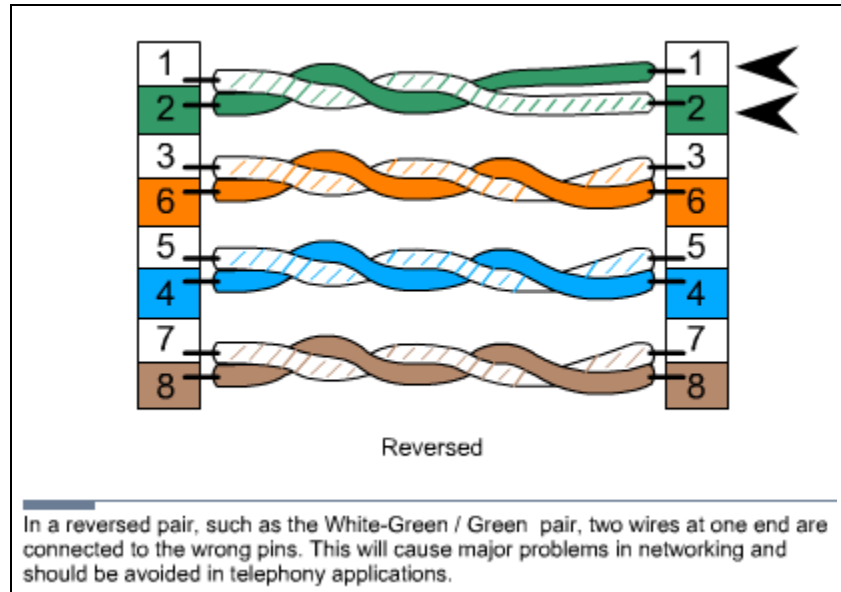 1 1
2 2
3 3
6 6
5 5
4 4
7 7
8 8
Reversed
In a reversed pair, such as the White-Green / Green pair, two wires at one end are
connected to the wrong pins. This will cause major problems in networking and
should be avoided in telephony applications.